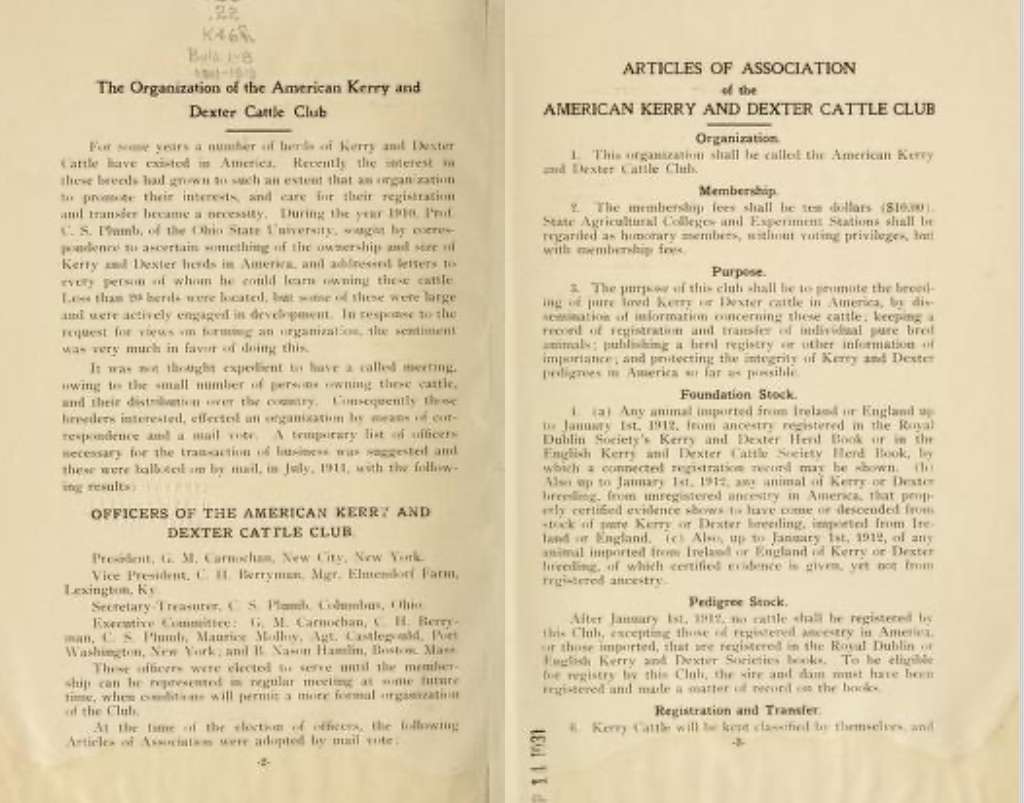 .22
K46R
Bul. 1-8
The Organization of the American Kerry and
Dexter Cattle Club
For some years a number of herds of Kerry and Dexter
Cattle have existed in America. Recently the interest in
these breeds had grown to such an extent that an organization
to promote their interests, and care for their registration
and transfer became a necessity. During the year 1910, Prof.
C. S. Plumb, of the Ohio State University, sought by corres-
pondence to ascertain something of the ownership and size of
Kerry and Dexter herds in America, and addressed letters to
every person of whom he could learn owning these cattle.
Less than 20 herds were located, but some of these were large
and were actively engaged in development. In response to the
request for views on forming an organization, the sentiment
was very much in favor of doing this.
It was not thought expedient to have a called meeting,
owing to the small number of persons owning these cattle,
and their distribution over the country. Consequently those
breeders interested, effected an organization by means of cor-
respondence and a mail vote. A temporary list of officers
necessary for the transaction of business was suggested and
these were balloted on by mail, in July, 1911, with the follow-
ing results:
OFFICERS OF THE AMERICAN KERRY AND
DEXTER CATTLE CLUB
President, G. M. Carnochan, New City, New York.
Vice President, C. H. Berryman, Mgr. Elmendorf Farm,
Lexington, Ky.
Secretary-Treasurer, C. S. Plumb, Columbus, Ohio.
Executive Committee: G. M. Carnochan, C. H. Berry-
man, C. S. Plumb, Maurice Molloy, Agt. Castlegould, Port
Washington, New York; and B. Nason Hamlin, Boston, Mass.
These officers were elected to serve until the member-
ship can be represented in regular meeting at some future
time, when conditions will permit a more formal organization
of the Club.
At the time of the election of officers, the following
Articles of Association were adopted by mail vote:
-2-
ARTICLES OF ASSOCIATION
of the
AMERICAN KERRY AND DEXTER CATTLE CLUB
Organization.
1. This organization shall be called the American Kerry
and Dexter Cattle Club.
Membership.
2. The membership fees shall be ten dollars ($10.00).
State Agricultural Colleges and Experiment Stations shall be
regarded as honorary members, without voting privileges, but
with membership fees.
Purpose.
3. The purpose of this club shall be to promote the breed-
ing of pure bred Kerry or Dexter cattle in America, by dis-
semination of information concerning these cattle; keeping a
record of registration and transfer of individual pure bred
animals; publishing a herd registry or other information of
importance; and protecting the integrity of Kerry and Dexter
pedigrees in America so far as possible.
Foundation Stock.
4. (a) Any animal imported from Ireland or England up
to January 1st, 1912, from ancestry registered in the Royal
Dublin Society's Kerry and Dexter Herd Book or in the
English Kerry and Dexter Cattle Society Herd Book, by
which a connected registration record may be shown. (b)
Also up to January 1st, 1912, any animal of Kerry or Dexter
breeding, from unregistered ancestry in America, that prop-
erly certified evidence shows to have come or descended from
stock of pure Kerry or Dexter breeding, imported from Ire-
land or England. (c) Also, up to January 1st, 1912, of any
animal imported from Ireland or England of Kerry or Dexter
breeding, of which certified evidence is given, yet not from
registered ancestry.
Pedigree Stock.
After January 1st, 1912, no cattle shall be registered by
this Club, excepting those of registered ancestry in America,
or those imported, that are registered in the Royal Dublin or
English Kerry and Dexter Societies books. To be eligible
for registry by this Club, the sire and dam must have been
registered and made a matter of record on the books.
Registration and Transfer.
6. Kerry Cattle will be kept classified by themselves, and
-3-
11 1931